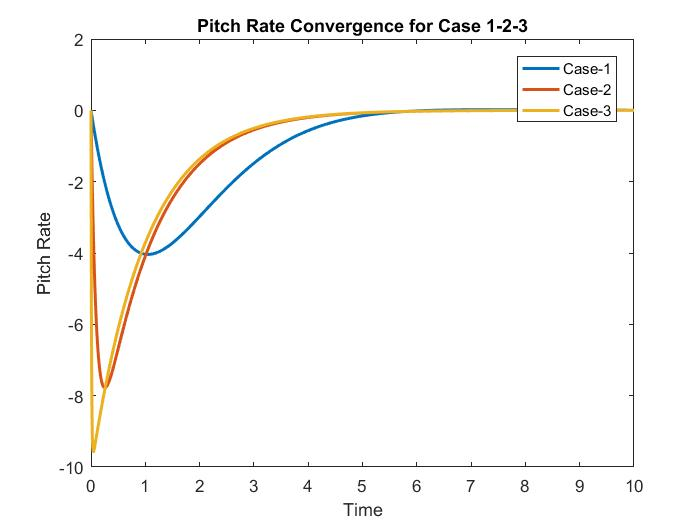 Pitch Rate Convergence for Case 1-2-3
2
0
-2
-4
-6
-8
-10
Pitch Rate
Case-1
Case-2
Case-3
0 1 2 3 4 5 6 7 8 9 10
Time